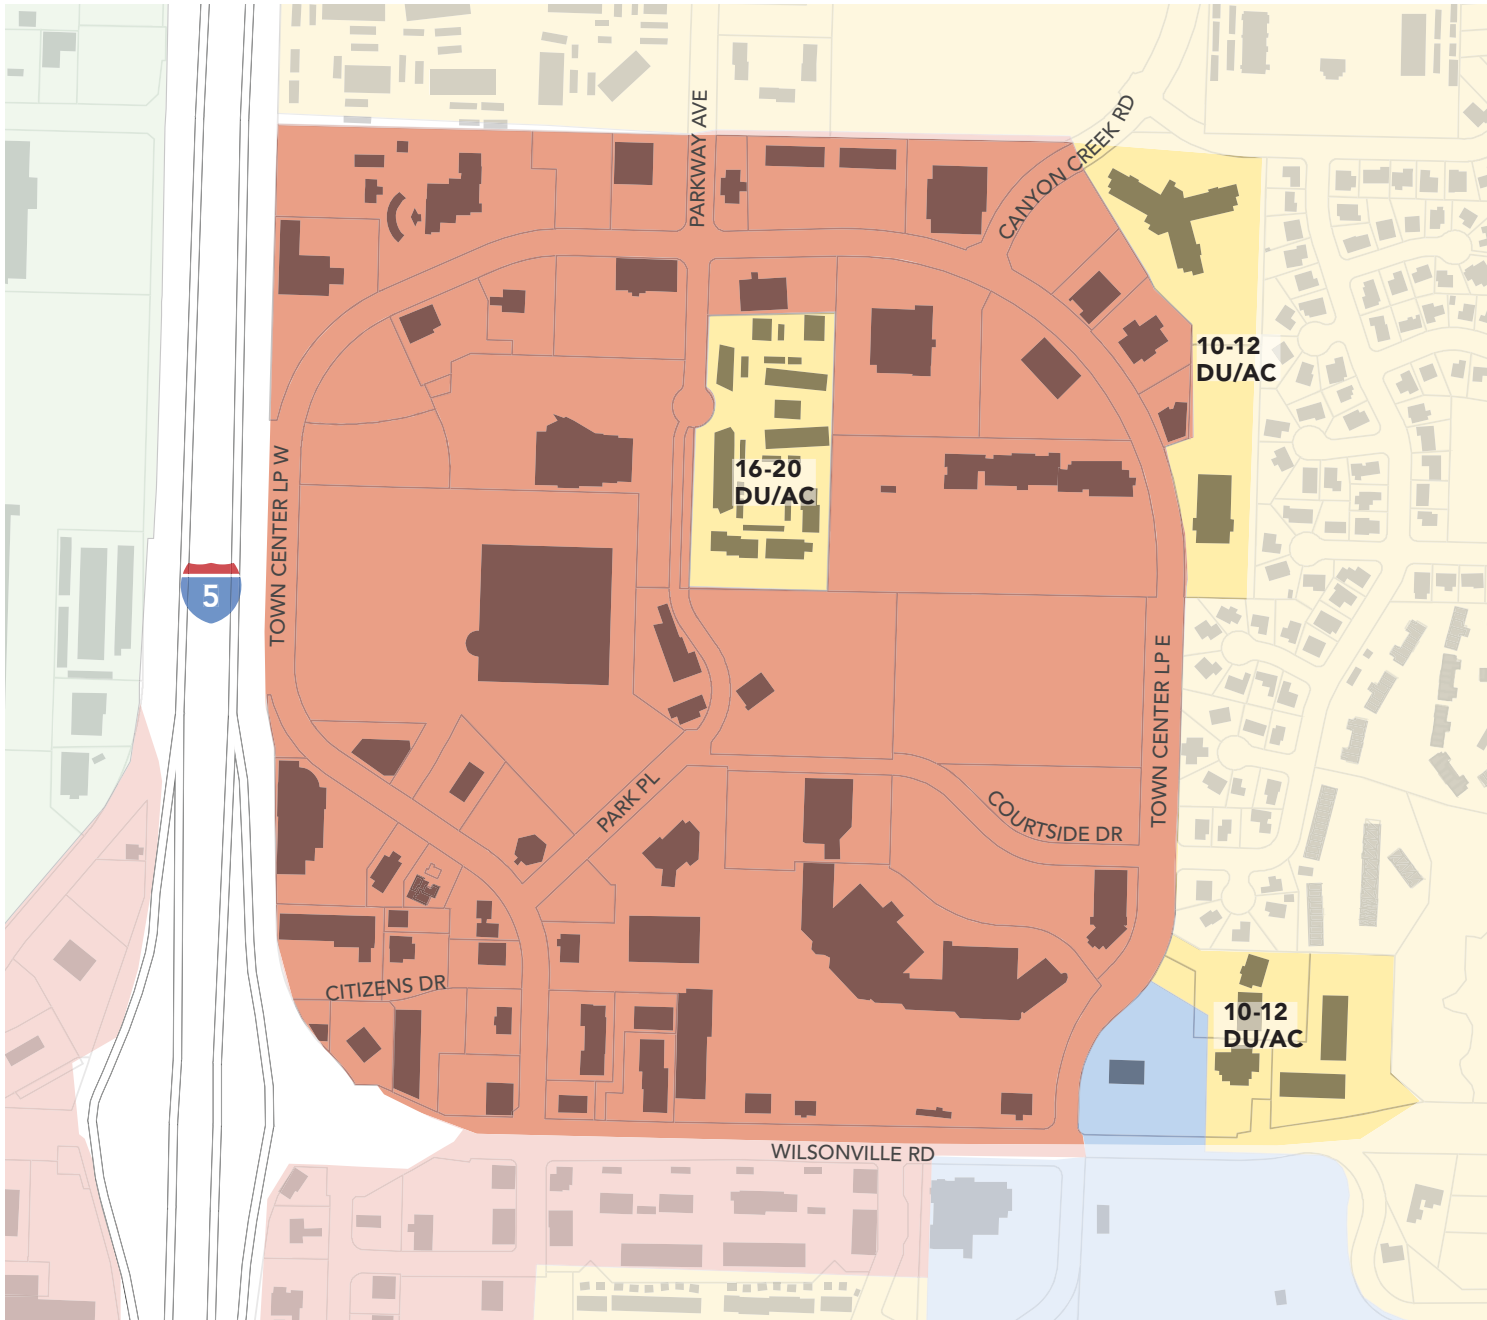 PARKWAY AVE
CANYON CREEK RD
10-12
DU/AC
16-20
DU/AC
TOWN CENTER LP W
5
TOWN CENTER LP E
PARK PL
COURTSIDE DR
CITIZENS DR
10-12
DU/AC
WILSONVILLE RD